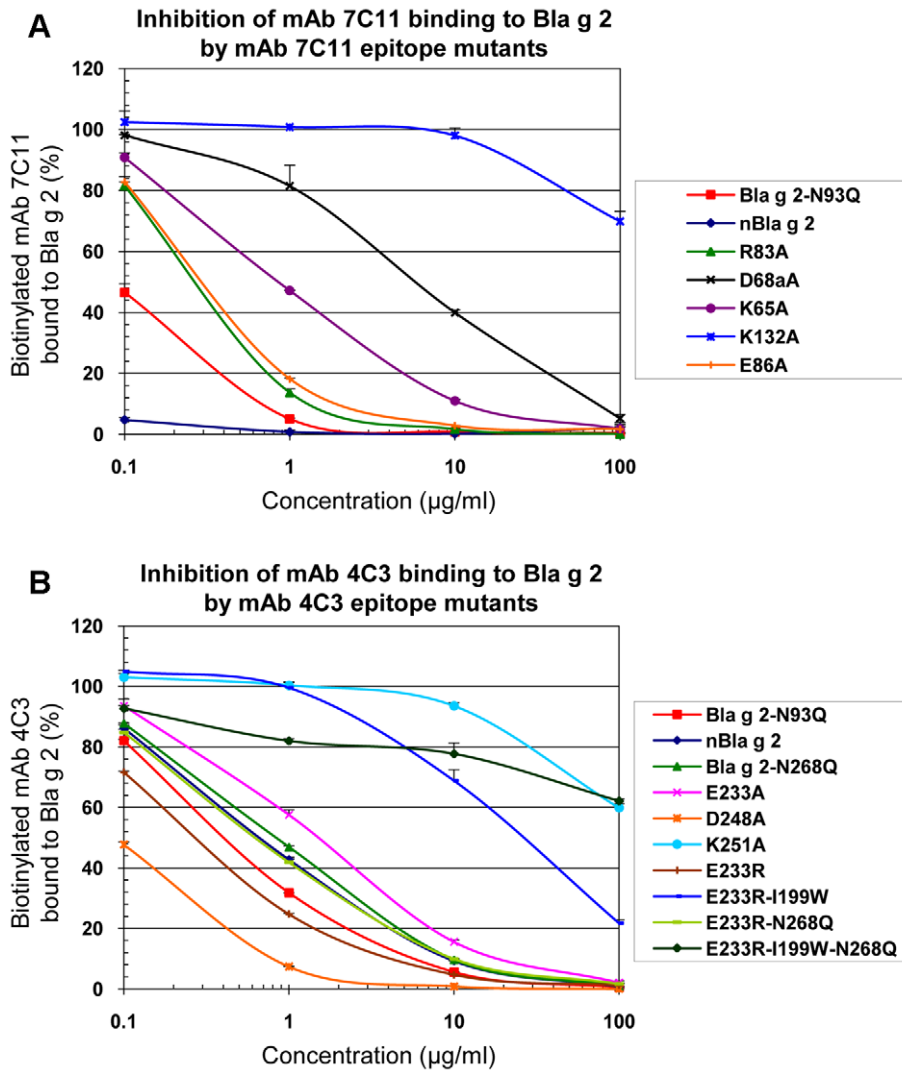 A
Inhibition of mAb 7C11 binding to Bla g 2
by mAb 7C11 epitope mutants
Biotinylated mAb 7C11
bound to Bla g 2 (%)
120
100
80
60
40
20
0
0.1
1
10
100
Concentration (µg/ml)
Bla g 2-N93Q
nBla g 2
R83A
D68aA
K65A
K132A
E86A
B
Inhibition of mAb 4C3 binding to Bla g 2
by mAb 4C3 epitope mutants
Biotinylated mAb 4C3
bound to Bla g 2 (%)
120
100
80
60
40
20
0
0.1
1
10
100
Concentration (µg/ml)
Bla g 2-N93Q
nBla g 2
Bla g 2-N268Q
E233A
D248A
K251A
E233R
E233R-I199W
E233R-N268Q
E233R-I199W-N268Q